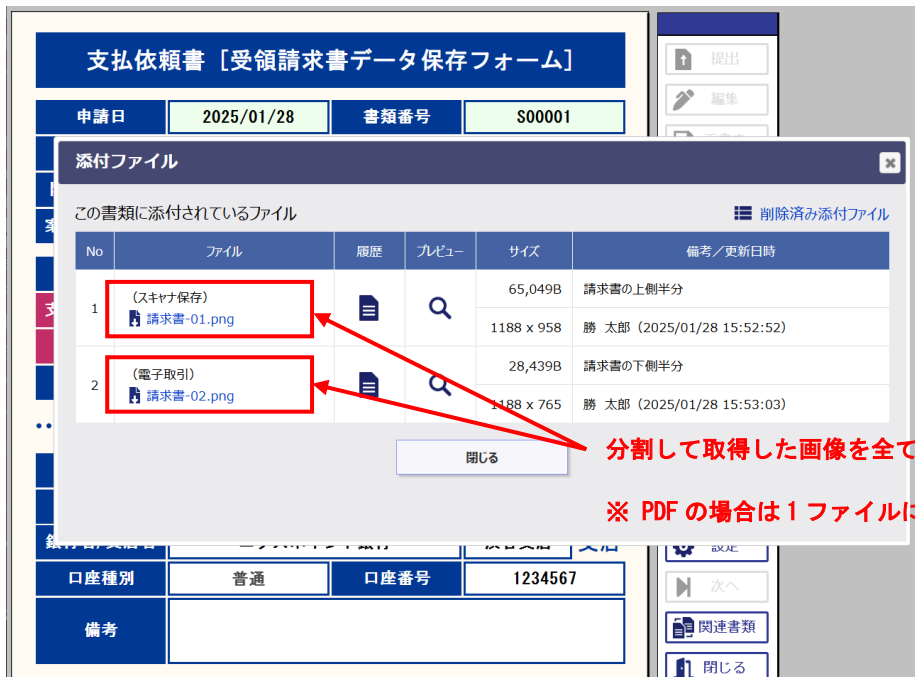 支払依頼書［受領請求書データ保存フォーム］
提出
編集
申請日 2025/01/28 書類番号 S00001
添付ファイル
この書類に添付されているファイル 削除済み添付ファイル
No ファイル 履歴 プレビュー サイズ 備考／更新日時
1 （スキャナ保存） 65,049B 請求書の上側半分
請求書-01.png 1188 x 958 勝 太郎（2025/01/28 15:52:52）
2 （電子取引） 28,439B 請求書の下側半分
請求書-02.png 1188 x 765 勝 太郎（2025/01/28 15:53:03）
分割して取得した画像を全て
閉じる
※ PDF の場合は１ファイルに
設定
口座種別 普通 口座番号 1234567
次へ
備考
関連書類
閉じる